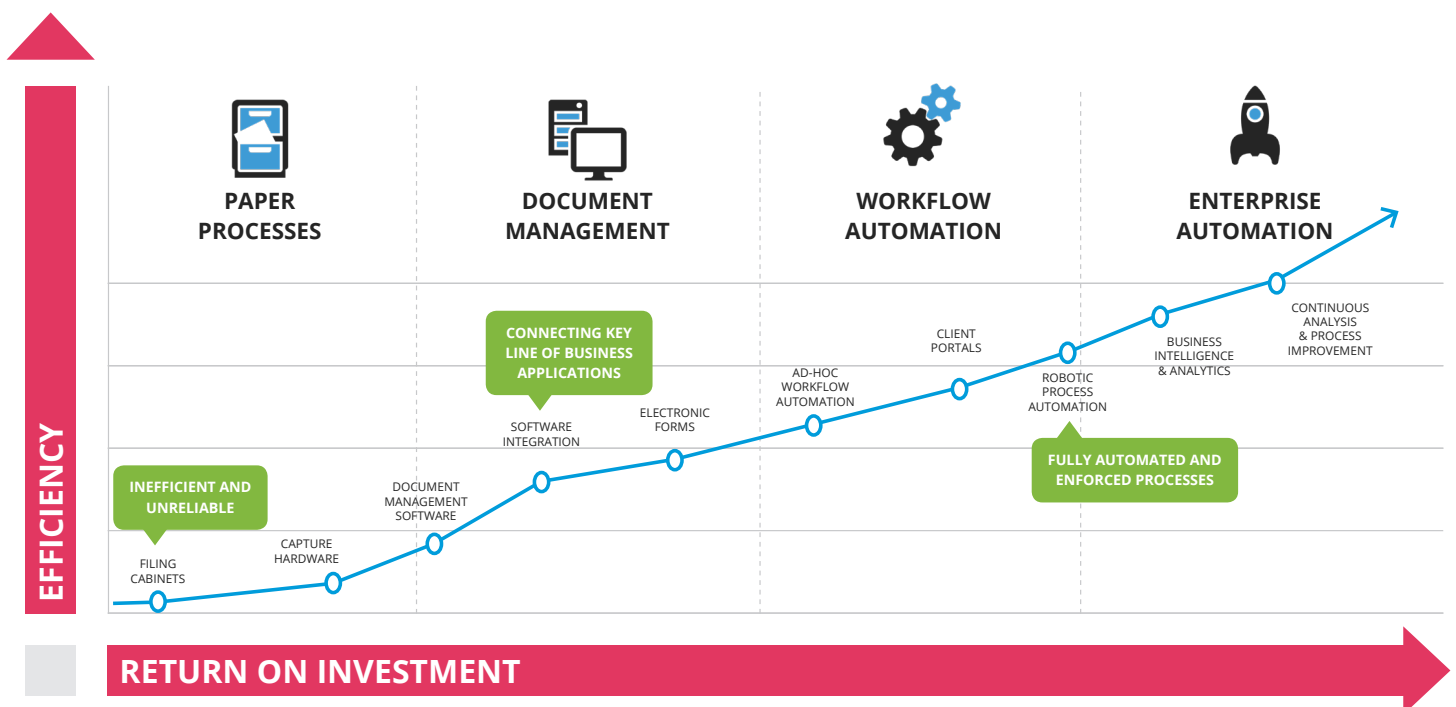 PAPER
PROCESSES
DOCUMENT
MANAGEMENT
WORKFLOW
AUTOMATION
ENTERPRISE
AUTOMATION
EFFICIENCY
INEFFICIENT AND
UNRELIABLE
FILING
CABINETS
CAPTURE
HARDWARE
DOCUMENT
MANAGEMENT
SOFTWARE
CONNECTING KEY
LINE OF BUSINESS
APPLICATIONS
SOFTWARE
INTEGRATION
ELECTRONIC
FORMS
AD-HOC
WORKFLOW
AUTOMATION
CLIENT
PORTALS
ROBOTIC
PROCESS
AUTOMATION
FULLY AUTOMATED AND
ENFORCED PROCESSES
BUSINESS
INTELLIGENCE
& ANALYTICS
CONTINUOUS
ANALYSIS
& PROCESS
IMPROVEMENT
RETURN ON INVESTMENT